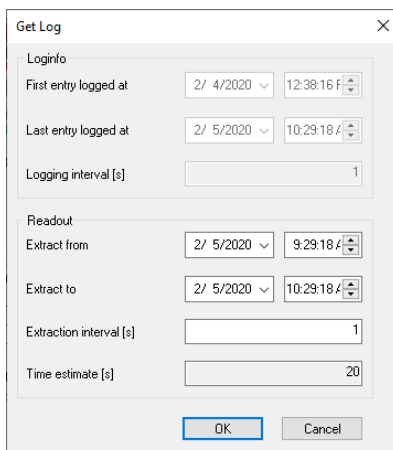 Get Log
Loginfo
First entry logged at 2/ 4/2020 12:38:16
Last entry logged at 2/ 5/2020 10:29:18
Logging interval [s] 1
Readout
Extract from 2/ 5/2020 9:29:18
Extract to 2/ 5/2020 10:29:18
Extraction interval [s] 1
Time estimate [s] 20
OK Cancel